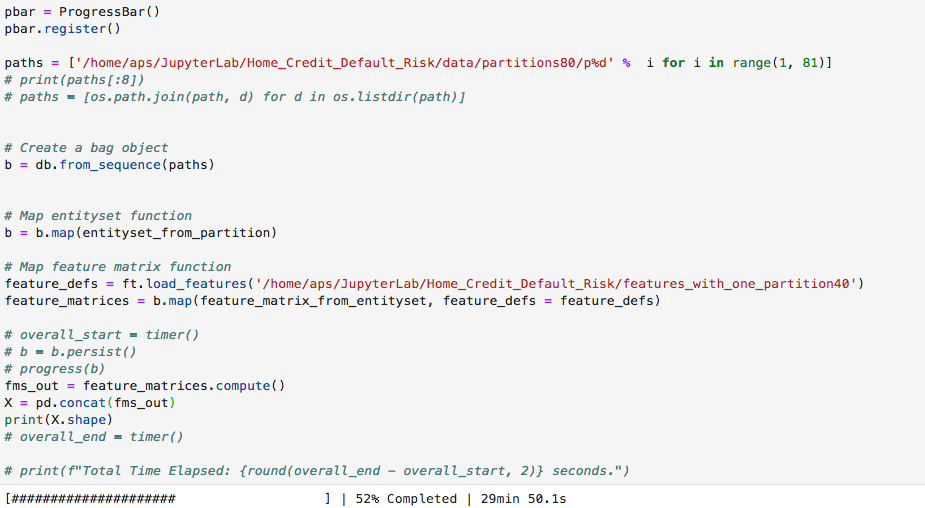 pbar = ProgressBar()
pbar.register()
paths = ['/home/aps/JupyterLab/Home_Credit_Default_Risk/data/partitions80/p%d' %  i for i in range(1, 81)]
# print(paths[:8])
# paths = [os.path.join(path, d) for d in os.listdir(path)]
# Create a bag object
b = db.from_sequence(paths)
# Map entityset function
b = b.map(entityset_from_partition)
# Map feature matrix function
feature_defs = ft.load_features('/home/aps/JupyterLab/Home_Credit_Default_Risk/features_with_one_partition40')
feature_matrices = b.map(feature_matrix_from_entityset, feature_defs = feature_defs)
# overall_start = timer()
# b = b.persist()
# progress(b)
fms_out = feature_matrices.compute()
X = pd.concat(fms_out)
print(X.shape)
# overall_end = timer()
# print(f"Total Time Elapsed: {round(overall_end - overall_start, 2)} seconds.")
[#####################                    ] | 52% Completed | 29min 50.1s